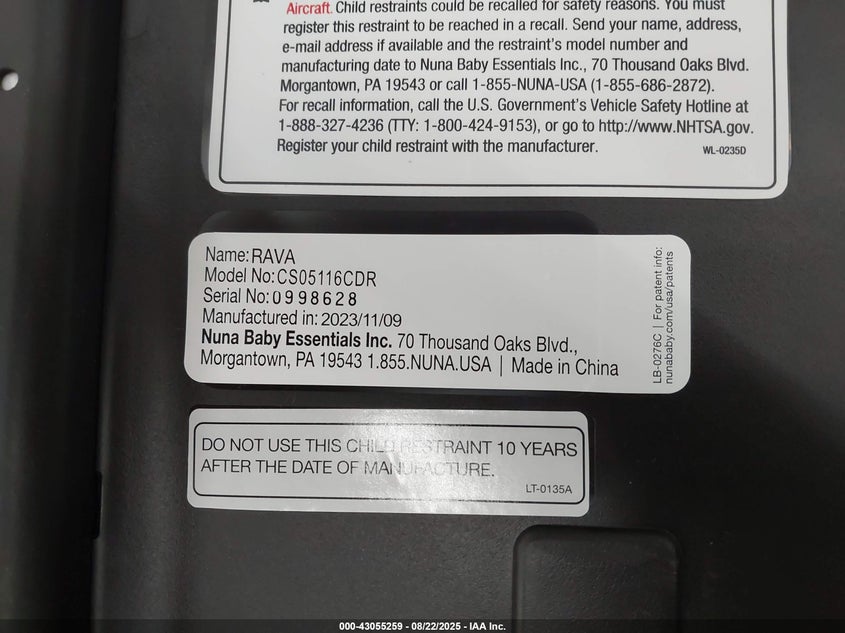 Aircraft. Child restraints could be recalled for safety reasons. You must
register this restraint to be reached in a recall. Send your name, address,
e-mail address if available and the restraint's model number and
manufacturing date to Nuna Baby Essentials Inc., 70 Thousand Oaks Blvd.
Morgantown, PA 19543 or call 1-855-NUNA-USA (1-855-686-2872).
For recall information, call the U.S. Government's Vehicle Safety Hotline at
1-888-327-4236 (TTY: 1-800-424-9153), or go to http://www.NHTSA.gov.
Register your child restraint with the manufacturer.
WL-0235D
Name: RAVA
Model No: CS05116CDR
Serial No: 0998628
Manufactured in: 2023/11/09
Nuna Baby Essentials Inc. 70 Thousand Oaks Blvd.,
Morgantown, PA 19543 1.855.NUNA.USA | Made in China
LB-0276C | For patent info:
nunababy.com/usa/patents
DO NOT USE THIS CHILD RESTRAINT 10 YEARS
AFTER THE DATE OF MANUFACTURE.
LT-0135A
000-43055259 - 08/22/2025 - IAA Inc.